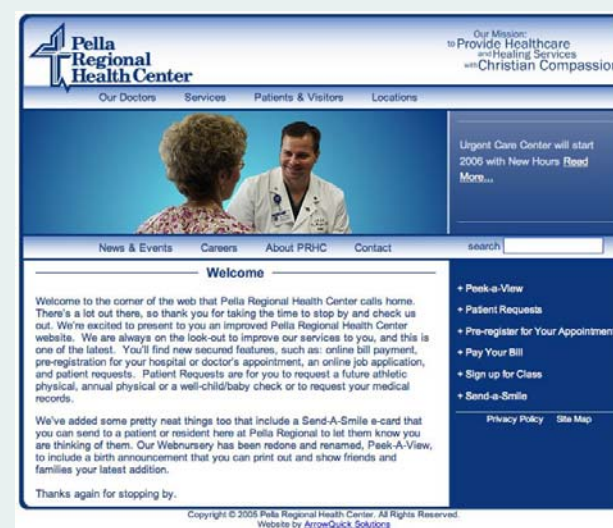 Pella
Regional
Health Center
Our Mission:
to Provide Healthcare
and Healing Services
with Christian Compassion
Our Doctors Services Patients & Visitors Locations
Urgent Care Center will start
2006 with New Hours Read
More...
News & Events Careers About PRHC Contact
search
Welcome
Welcome to the corner of the web that Pella Regional Health Center calls home.
There's a lot out there, so thank you for taking the time to stop by and check us
out. We're excited to present to you an improved Pella Regional Health Center
website. We are always on the look-out to improve our services to you, and this is
one of the latest. You'll find new secured features, such as: online bill payment,
pre-registration for your hospital or doctor's appointment, an online job application,
and patient requests. Patient Requests are for you to request a future athletic
physical, annual physical or a well-child/baby check or to request your medical
records.
We've added some pretty neat things too that include a Send-A-Smile e-card that
you can send to a patient or resident here at Pella Regional to let them know you
are thinking of them. Our Webnursery has been redone and renamed, Peek-A-View,
to include a birth announcement that you can print out and show friends and
families your latest addition.
Thanks again for stopping by.
+ Peek-a-View
+ Patient Requests
+ Pre-register for Your Appointment
+ Pay Your Bill
+ Sign up for Class
+ Send-a-Smile
Privacy Policy Site Map
Copyright © 2005 Pella Regional Health Center. All Rights Reserved.
Website by ArrowQuick Solutions